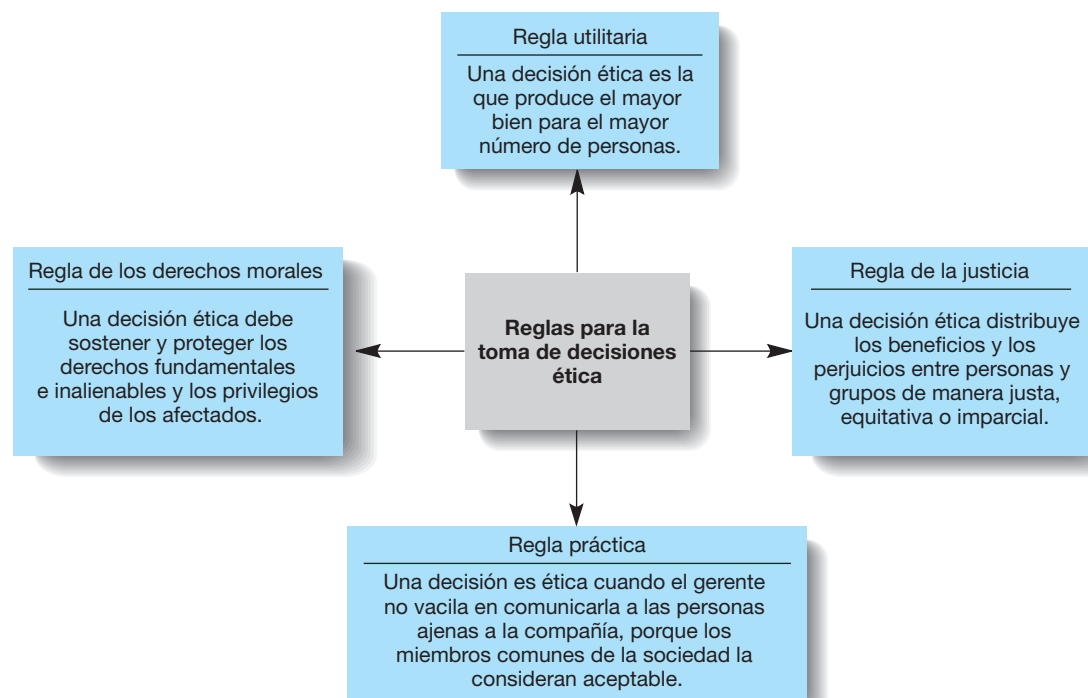 Regla utilitaria
Una decisión ética es la
que produce el mayor
bien para el mayor
número de personas.
Regla de los derechos morales
Una decisión ética debe
sostener y proteger los
derechos fundamentales
e inalienables y los privilegios
de los afectados.
Reglas para la
toma de decisiones
ética
Regla de la justicia
Una decisión ética distribuye
los beneficios y los
perjuicios entre personas y
grupos de manera justa,
equitativa o imparcial.
Regla práctica
Una decisión es ética cuando el gerente
no vacila en comunicarla a las personas
ajenas a la compañía, porque los
miembros comunes de la sociedad la
consideran aceptable.